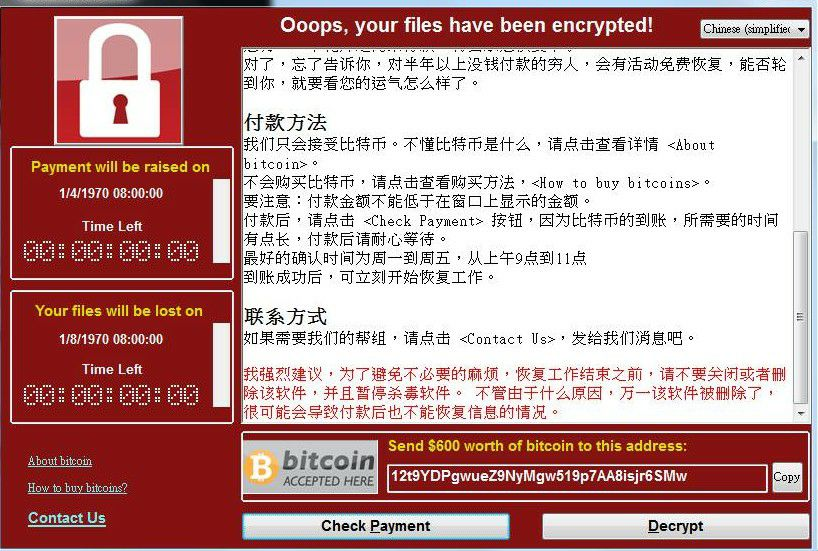 Ooops, your files have been encrypted!
Chinese (simplified
对了，忘了告诉你，对半年以上没钱付款的穷人，会有活动免费恢复，能否轮
到你，就要看您的运气怎么样了。
付款方法
我们只会接受比特币。不懂比特币是什么，请点击查看详情 <About
bitcoin>。
不会购买比特币，请点击查看购买方法，<How to buy bitcoins>。
要注意：付款金额不能低于在窗口上显示的金额。
付款后，请点击 <Check Payment> 按钮，因为比特币的到账，所需要的时间
有点长，付款后请耐心等待。
最好的确认时间为周一到周五，从上午9点到11点
到账成功后，可立刻开始恢复工作。
联系方式
如果需要我们的帮组，请点击 <Contact Us>，发给我们消息吧。
我强烈建议，为了避免不必要的麻烦，恢复工作结束之前，请不要关闭或者删
除该软件，并且暂停杀毒软件。 不管由于什么原因，万一该软件被删除了，
很可能会导致付款后也不能恢复信息的情况。
Payment will be raised on
1/4/1970 08:00:00
Time Left
00:00:00:00
Your files will be lost on
1/8/1970 08:00:00
Time Left
00:00:00:00
About bitcoin
How to buy bitcoins?
Contact Us
bitcoin
ACCEPTED HERE
Send $600 worth of bitcoin to this address:
12t9YDPgwueZ9NyMgw519p7AA8isjr6SMw
Copy
Check Payment
Decrypt